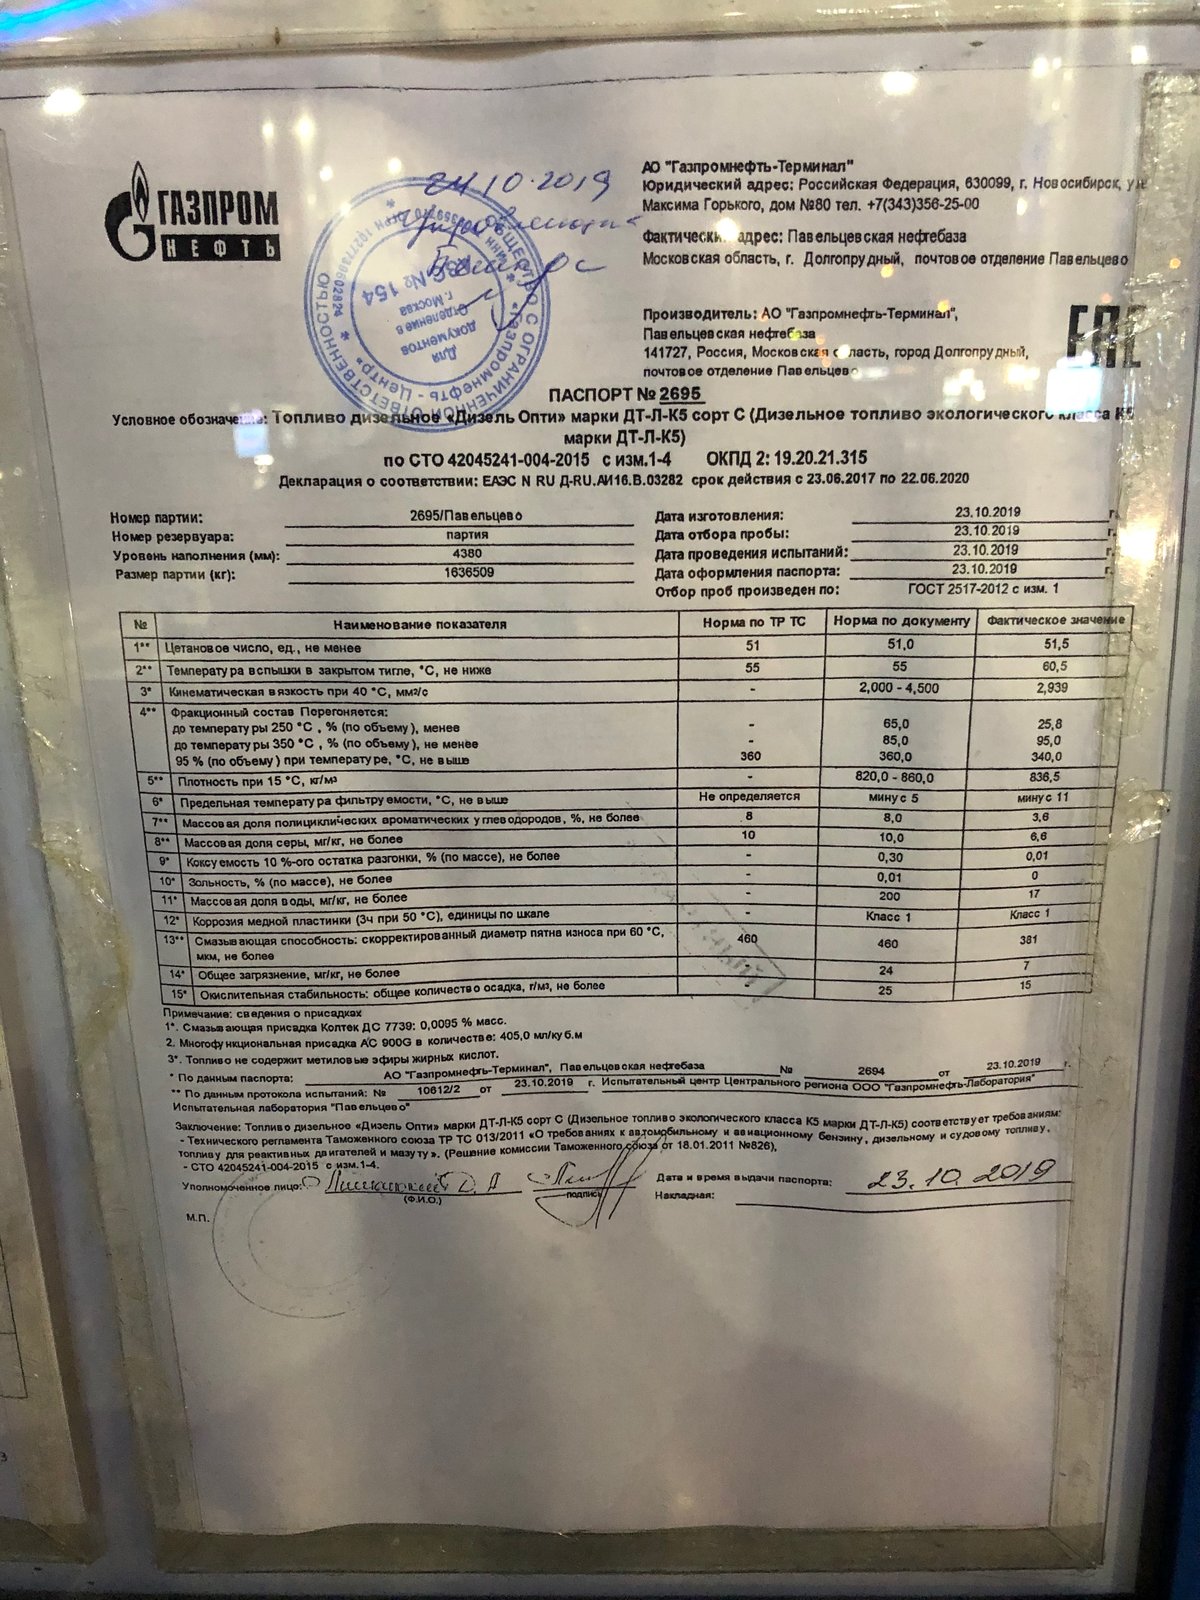 ГАЗПРОМ
НЕФТЬ
24.10.2019
АО "Газпромнефть-Терминал"
Юридический адрес: Российская Федерация, 630099, г. Новосибирск, ул.
Максима Горького, дом №80 тел. +7(343)356-25-00
Фактический адрес: Павельцевская нефтебаза
Московская область, г. Долгопрудный, почтовое отделение Павельцево
Производитель: АО "Газпромнефть-Терминал",
Павельцевская нефтебаза
141727, Россия, Московская область, город Долгопрудный,
почтовое отделение Павельцево
ЕАС
ОБЩЕСТВО С ОГРАНИЧЕННОЙ ОТВЕТСТВЕННОСТЬЮ
«Газпромнефть - Центр»
Для
документов
Отделение в
г. Москва
№ 154
ПАСПОРТ № 2695
Условное обозначение: Топливо дизельное «Дизель Опти» марки ДТ-Л-К5 сорт С (Дизельное топливо экологического класса К5
марки ДТ-Л-К5)
по СТО 42045241-004-2015 с изм.1-4 ОКПД 2: 19.20.21.315
Декларация о соответствии: ЕАЭС N RU Д-RU.АИ16.В.03282 срок действия с 23.06.2017 по 22.06.2020
Номер партии: 2695/Павельцево Дата изготовления: 23.10.2019 г.
Номер резервуара: партия Дата отбора пробы: 23.10.2019 г.
Уровень наполнения (мм): 4380 Дата проведения испытаний: 23.10.2019 г.
Размер партии (кг): 1636509 Дата оформления паспорта: 23.10.2019 г.
Отбор проб произведен по: ГОСТ 2517-2012 с изм. 1
№ Наименование показателя Норма по ТР ТС Норма по документу Фактическое значение
1** Цетановое число, ед., не менее 51 51,0 51,5
2** Температура вспышки в закрытом тигле, °С, не ниже 55 55 60,5
3* Кинематическая вязкость при 40 °С, мм2/с - 2,000 - 4,500 2,939
4** Фракционный состав Перегоняется:
до температуры 250 °С , % (по объему), менее - 65,0 25,8
до температуры 350 °С , % (по объему), не менее - 85,0 95,0
95 % (по объему) при температуре, °С, не выше 360 360,0 340,0
5** Плотность при 15 °С, кг/м3 - 820,0 - 860,0 836,5
6* Предельная температура фильтруемости, °С, не выше Не определяется минус 5 минус 11
7** Массовая доля полициклических ароматических углеводородов, %, не более 8 8,0 3,6
8** Массовая доля серы, мг/кг, не более 10 10,0 6,6
9* Коксуемость 10 %-ого остатка разгонки, % (по массе), не более - 0,30 0,01
10* Зольность, % (по массе), не более - 0,01 0
11* Массовая доля воды, мг/кг, не более - 200 17
12* Коррозия медной пластинки (3ч при 50 °С), единицы по шкале - Класс 1 Класс 1
13** Смазывающая способность: скорректированный диаметр пятна износа при 60 °С, 460 460 381
мкм, не более
14* Общее загрязнение, мг/кг, не более - 24 7
15* Окислительная стабильность: общее количество осадка, г/м3, не более - 25 15
Примечание: сведения о присадках
1*. Смазывающая присадка Колтек ДС 7739: 0,0095 % масс.
2. Многофункциональная присадка АС 900G в количестве: 405,0 мл/куб.м
3*. Топливо не содержит метиловые эфиры жирных кислот.
* По данным паспорта: АО "Газпромнефть-Терминал", Павельцевская нефтебаза № 2694 от 23.10.2019 г.
** По данным протокола испытаний: № 10612/2 от 23.10.2019 г. Испытательный центр Центрального региона ООО "Газпромнефть-Лаборатория"
Испытательная лаборатория "Павельцево"
Заключение: Топливо дизельное «Дизель Опти» марки ДТ-Л-К5 сорт С (Дизельное топливо экологического класса К5 марки ДТ-Л-К5) соответствует требованиям:
- Технического регламента Таможенного союза ТР ТС 013/2011 «О требованиях к автомобильному и авиационному бензину, дизельному и судовому топливу,
топливу для реактивных двигателей и мазуту». (Решение комиссии Таможенного союза от 18.01.2011 №826),
- СТО 42045241-004-2015 с изм.1-4.
Уполномоченное лицо: (Ф.И.О.) подпись Дата и время выдачи паспорта: 23.10.2019
Накладная:
М.П.